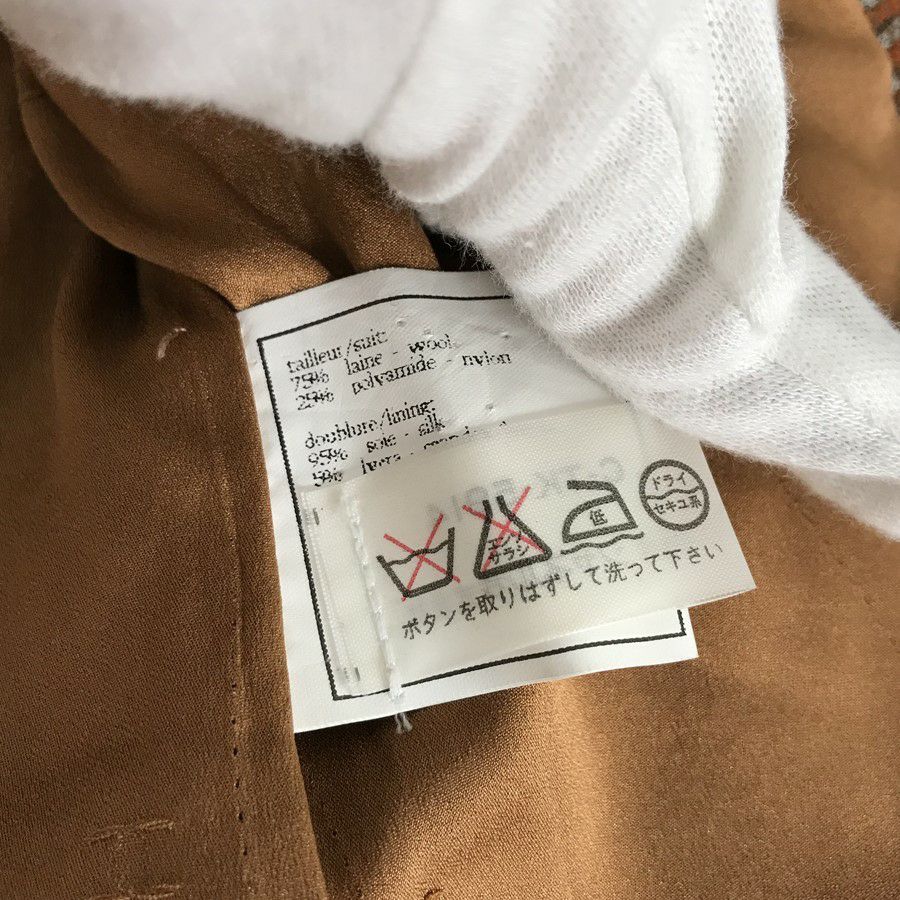 tailleur/suit:
75% laine - wool
25% polyamide - nylon
doublure/lining:
95% soie - silk
5% lycra
エンソ
サラシ
低
ドライ
セキユ系
ボタンを取りはずして洗って下さい